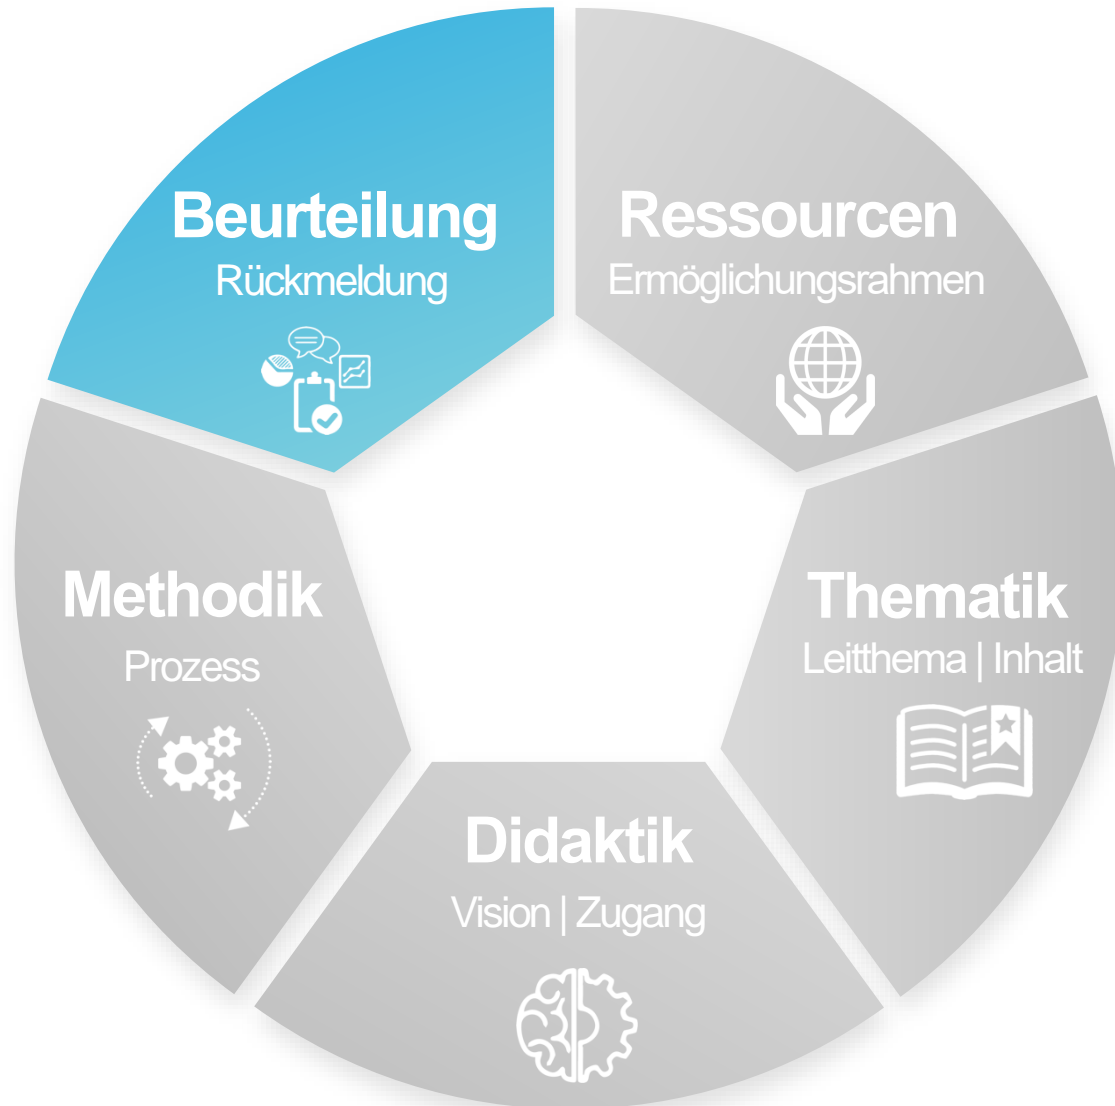 Beurteilung
Rückmeldung
Ressourcen
Ermöglichungsrahmen
Methodik
Prozess
Thematik
Leitthema | Inhalt
Didaktik
Vision | Zugang